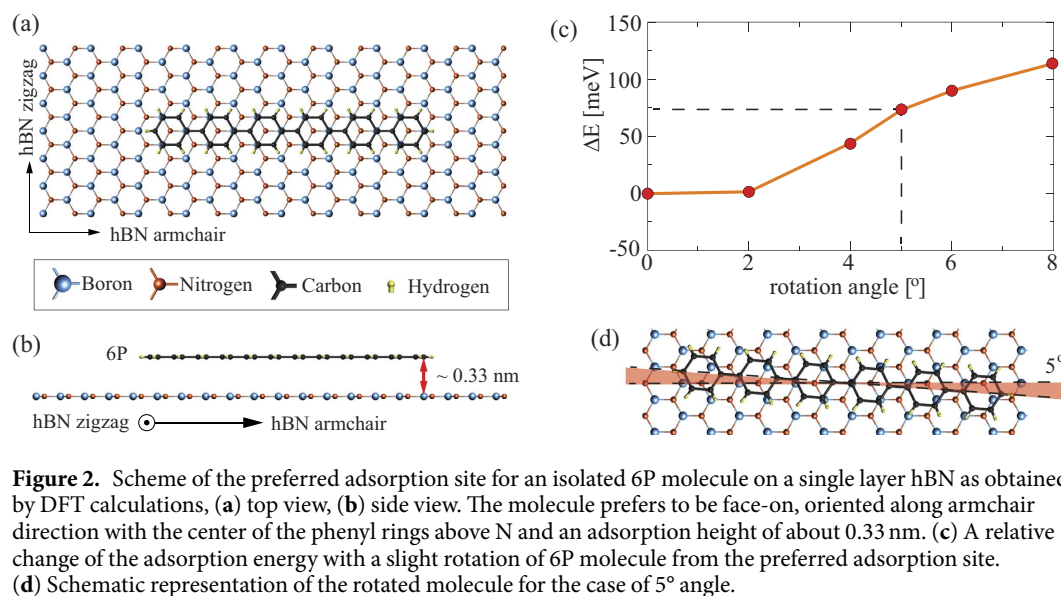 (a)
hBN zigzag
hBN armchair
Boron Nitrogen Carbon Hydrogen
(b)
6P
~ 0.33 nm
hBN zigzag hBN armchair
(c)
150
100
50
0
-50
ΔE [meV]
0 2 4 6 8
rotation angle [º]
(d)
5°
Figure 2. Scheme of the preferred adsorption site for an isolated 6P molecule on a single layer hBN as obtained
by DFT calculations, (a) top view, (b) side view. The molecule prefers to be face-on, oriented along armchair
direction with the center of the phenyl rings above N and an adsorption height of about 0.33 nm. (c) A relative
change of the adsorption energy with a slight rotation of 6P molecule from the preferred adsorption site.
(d) Schematic representation of the rotated molecule for the case of 5° angle.